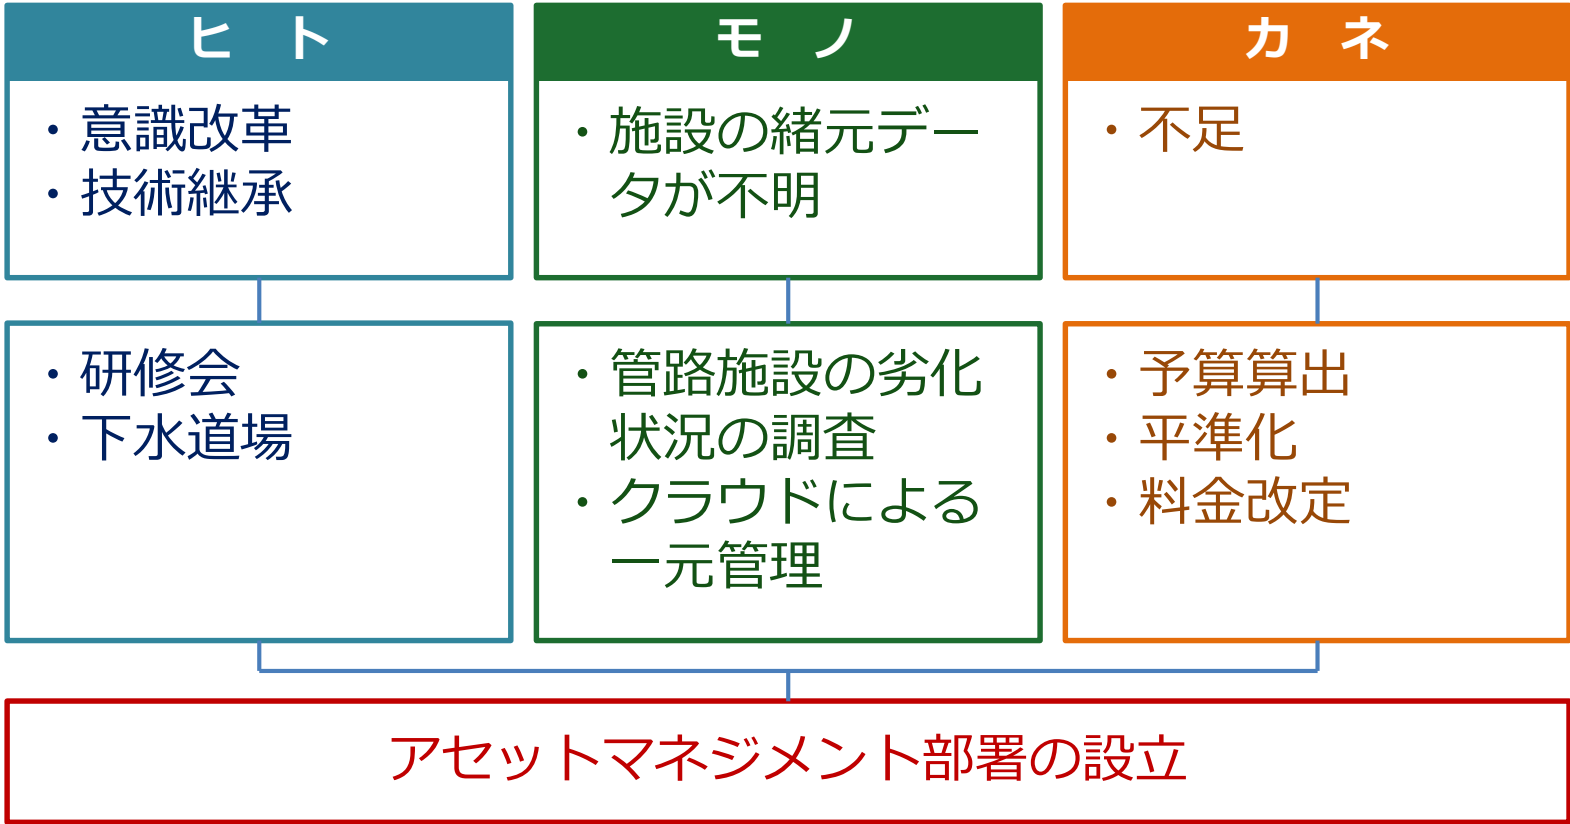 ヒ ト
・意識改革
・技術継承
モ ノ
・施設の緒元デー
タが不明
カ ネ
・不足
・研修会
・下水道場
・管路施設の劣化
状況の調査
・クラウドによる
一元管理
・予算算出
・平準化
・料金改定
アセットマネジメント部署の設立